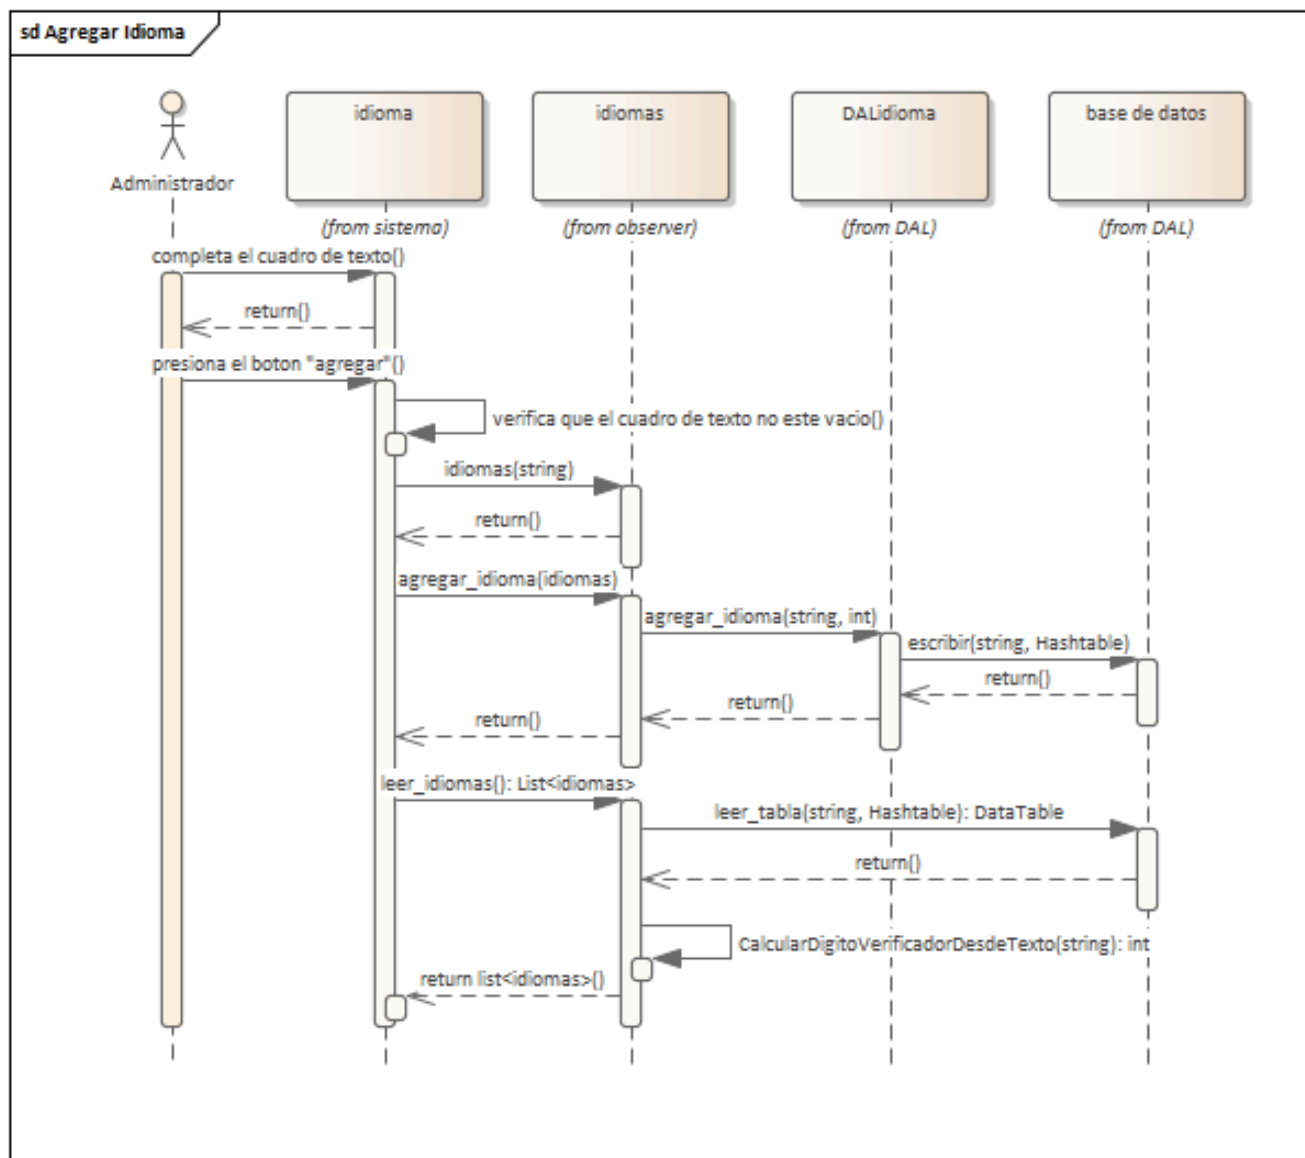 sd Agregar Idioma
idioma
idiomas
DALidioma
base de datos
Administrador
(from sistema)
(from observer)
(from DAL)
(from DAL)
completa el cuadro de texto()
return()
presiona el boton "agregar"()
verifica que el cuadro de texto no este vacio()
idiomas(string)
return()
agregar_idioma(idiomas)
agregar_idioma(string, int)
escribir(string, Hashtable)
return()
return()
return()
leer_idiomas(): List<idiomas>
leer_tabla(string, Hashtable): DataTable
return()
CalcularDigitoVerificadorDesdeTexto(string): int
return list<idiomas>()